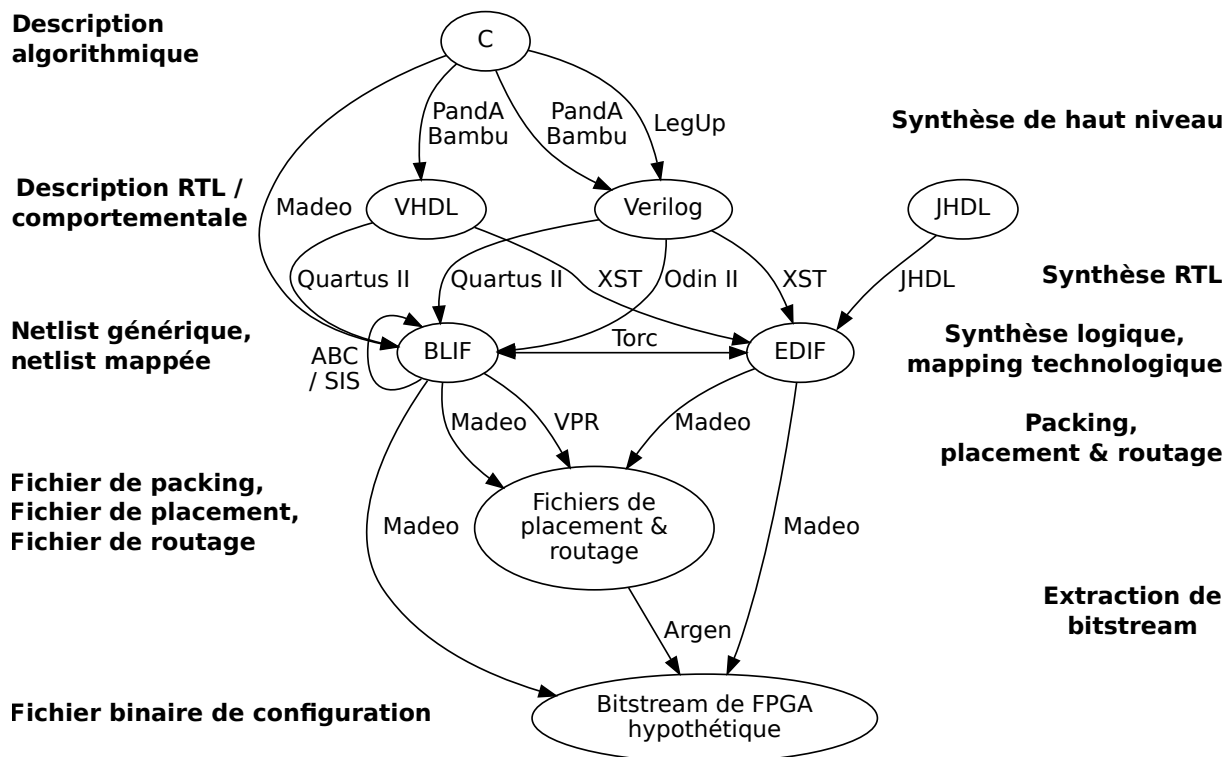 Description
algorithmique
C
PandA
Bambu
PandA
Bambu
LegUp
Synthèse de haut niveau
Description RTL /
comportementale
Madeo
VHDL
Verilog
JHDL
Quartus II
Quartus II
XST
Odin II
XST
JHDL
Synthèse RTL
Netlist générique,
netlist mappée
ABC
/ SIS
BLIF
Torc
EDIF
Synthèse logique,
mapping technologique
Madeo
VPR
Madeo
Packing,
placement & routage
Fichier de packing,
Fichier de placement,
Fichier de routage
Madeo
Fichiers de
placement &
routage
Madeo
Argen
Extraction de
bitstream
Fichier binaire de configuration
Bitstream de FPGA
hypothétique